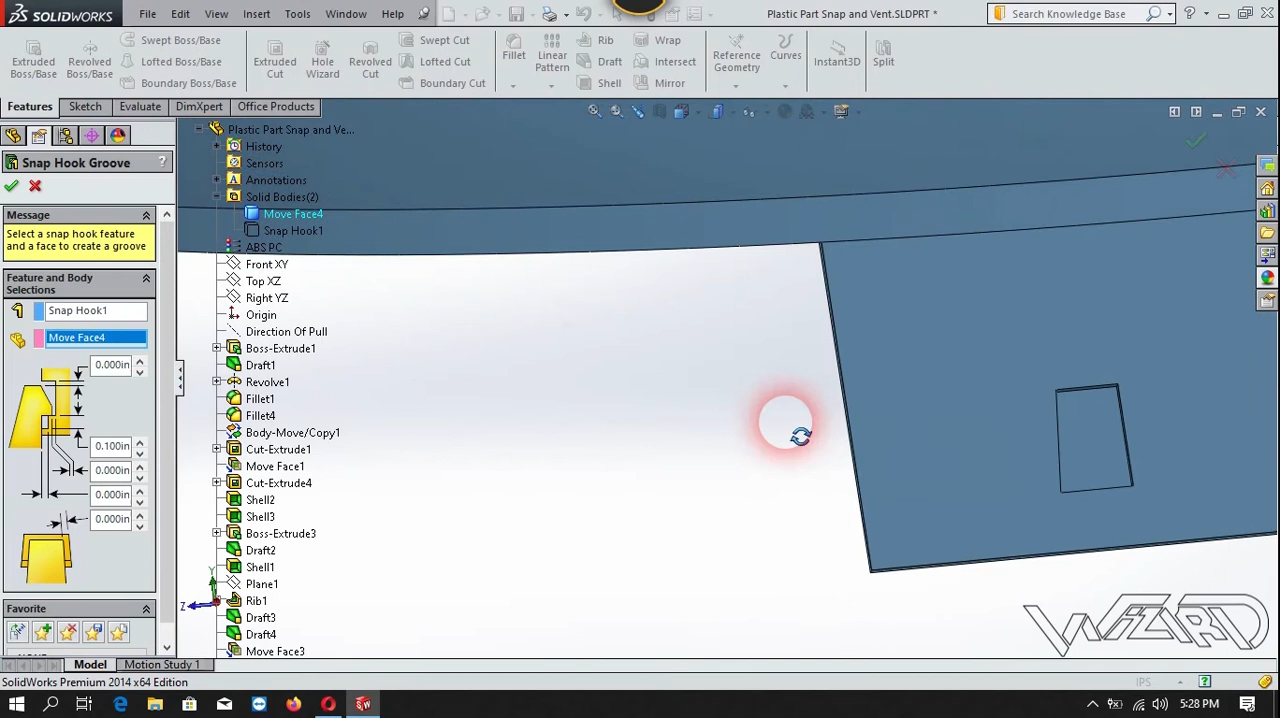 SOLIDWORKS File Edit View Insert Tools Window Help Plastic Part Snap and Vent.SLDPRT * Search Knowledge Base
Extruded Boss/Base
Revolved Boss/Base
Swept Boss/Base
Lofted Boss/Base
Boundary Boss/Base
Extruded Cut
Hole Wizard
Revolved Cut
Swept Cut
Lofted Cut
Boundary Cut
Fillet
Linear Pattern
Rib
Draft
Shell
Wrap
Intersect
Mirror
Reference Geometry
Curves
Instant3D
Split
Features Sketch Evaluate DimXpert Office Products
Snap Hook Groove ?
Message
Select a snap hook feature
and a face to create a groove
Feature and Body
Selections
Snap Hook1
Move Face4
0.000in
0.100in
0.000in
0.000in
0.000in
Favorite
Plastic Part Snap and Ve...
History
Sensors
Annotations
Solid Bodies(2)
Move Face4
Snap Hook1
ABS PC
Front XY
Top XZ
Right YZ
Origin
Direction Of Pull
Boss-Extrude1
Draft1
Revolve1
Fillet1
Fillet4
Body-Move/Copy1
Cut-Extrude1
Move Face1
Cut-Extrude4
Shell2
Shell3
Boss-Extrude3
Draft2
Shell1
Plane1
Rib1
Draft3
Draft4
Move Face3
Y
Z
WIZARD
Model Motion Study 1
SolidWorks Premium 2014 x64 Edition IPS
5:28 PM